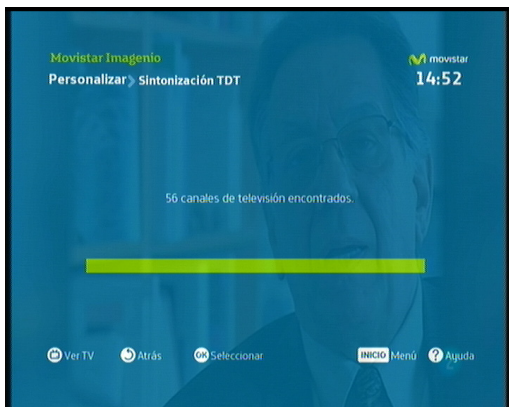 Movistar Imagenio
movistar
Personalizar Sintonización TDT
14:52
56 canales de televisión encontrados.
Ver TV Atrás OK Seleccionar INICIO Menú ? Ayuda